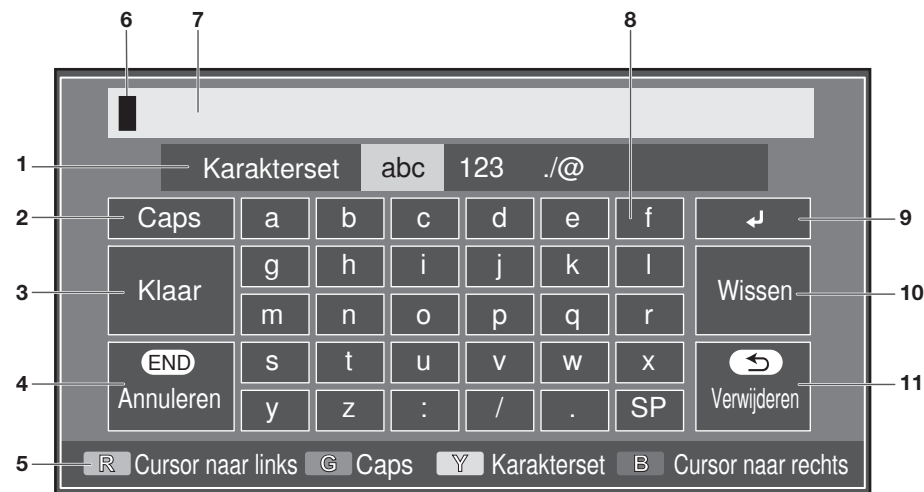 6 7 8
1 Karakterset abc 123 ./@
2 Caps a b c d e f ↲ 9
g h i j k l
3 Klaar Wissen 10
m n o p q r
END s t u v w x
4 Annuleren Verwijderen 11
y z : / . SP
5 R Cursor naar links G Caps Y Karakterset B Cursor naar rechts